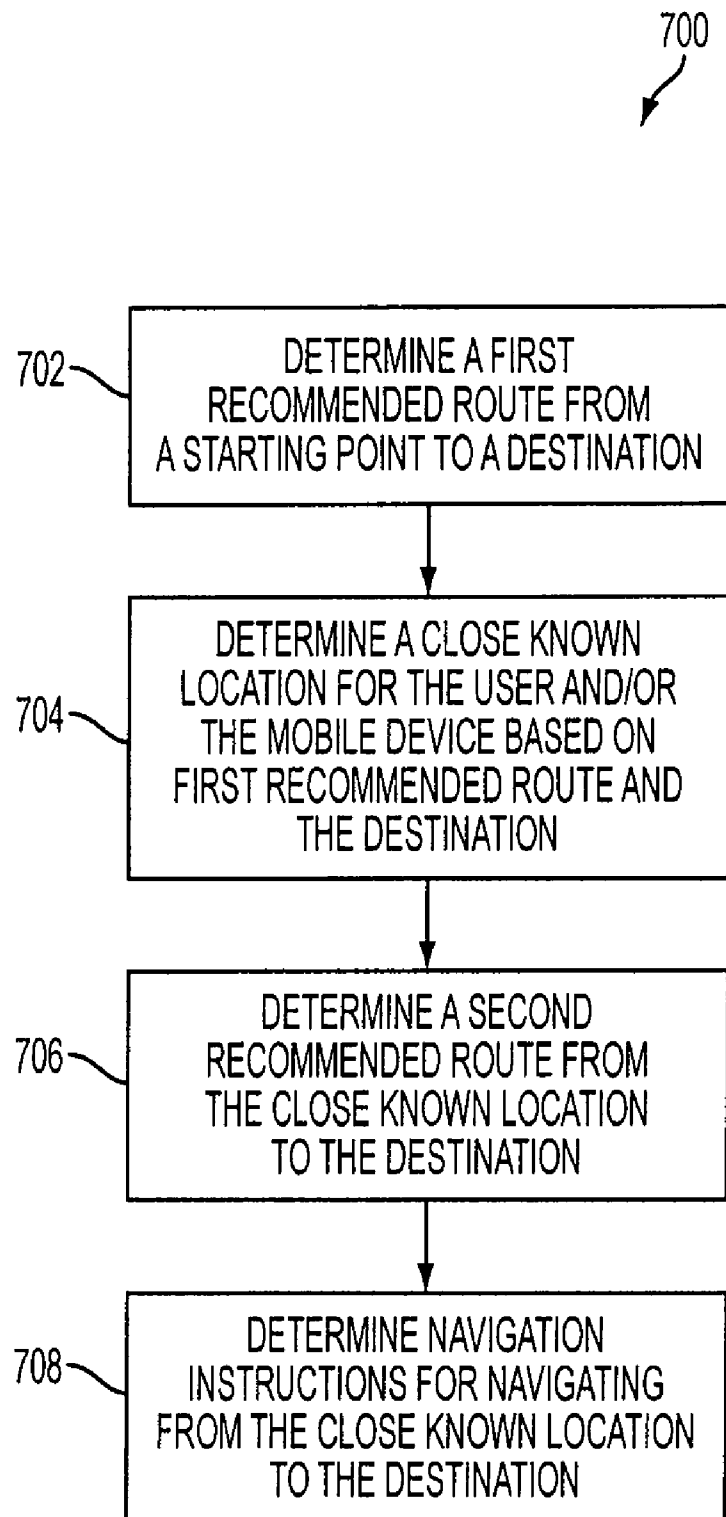 700
702
DETERMINE A FIRST
RECOMMENDED ROUTE FROM
A STARTING POINT TO A DESTINATION
704
DETERMINE A CLOSE KNOWN
LOCATION FOR THE USER AND/OR
THE MOBILE DEVICE BASED ON
FIRST RECOMMENDED ROUTE AND
THE DESTINATION
706
DETERMINE A SECOND
RECOMMENDED ROUTE FROM
THE CLOSE KNOWN LOCATION
TO THE DESTINATION
708
DETERMINE NAVIGATION
INSTRUCTIONS FOR NAVIGATING
FROM THE CLOSE KNOWN LOCATION
TO THE DESTINATION